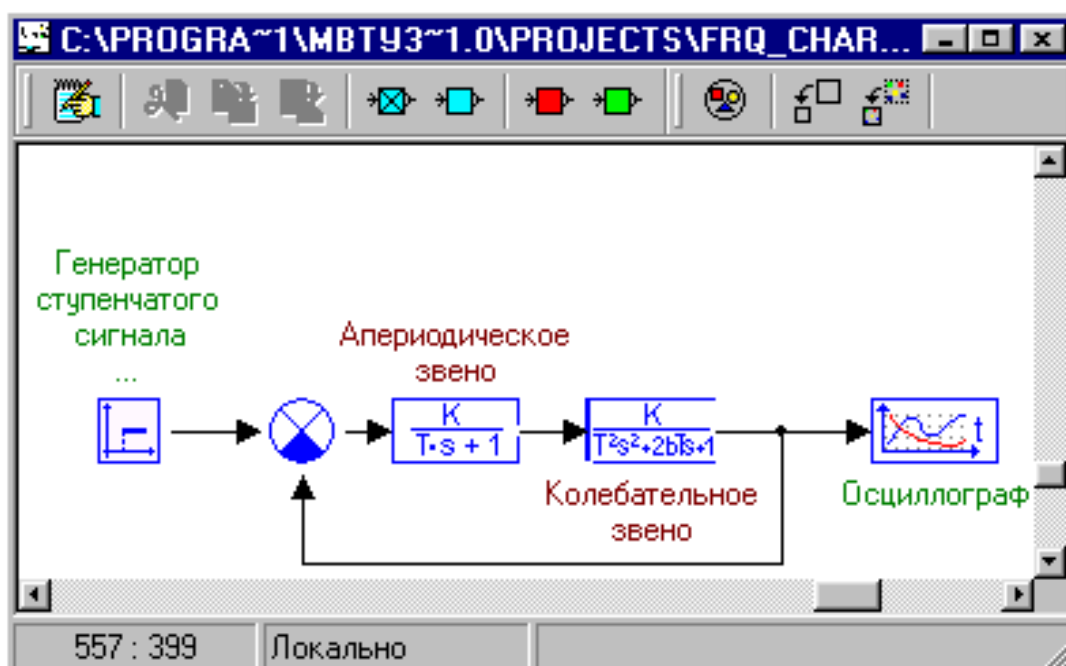 C:\PROGRA~1\МВТУ3~1.0\PROJECTS\FRQ_CHAR...
Генератор
ступенчатого
сигнала
...
Апериодическое
звено
K
T·s + 1
K
T²s²+2bTs+1
t
Колебательное
звено
Осциллограф
557 : 399
Локально